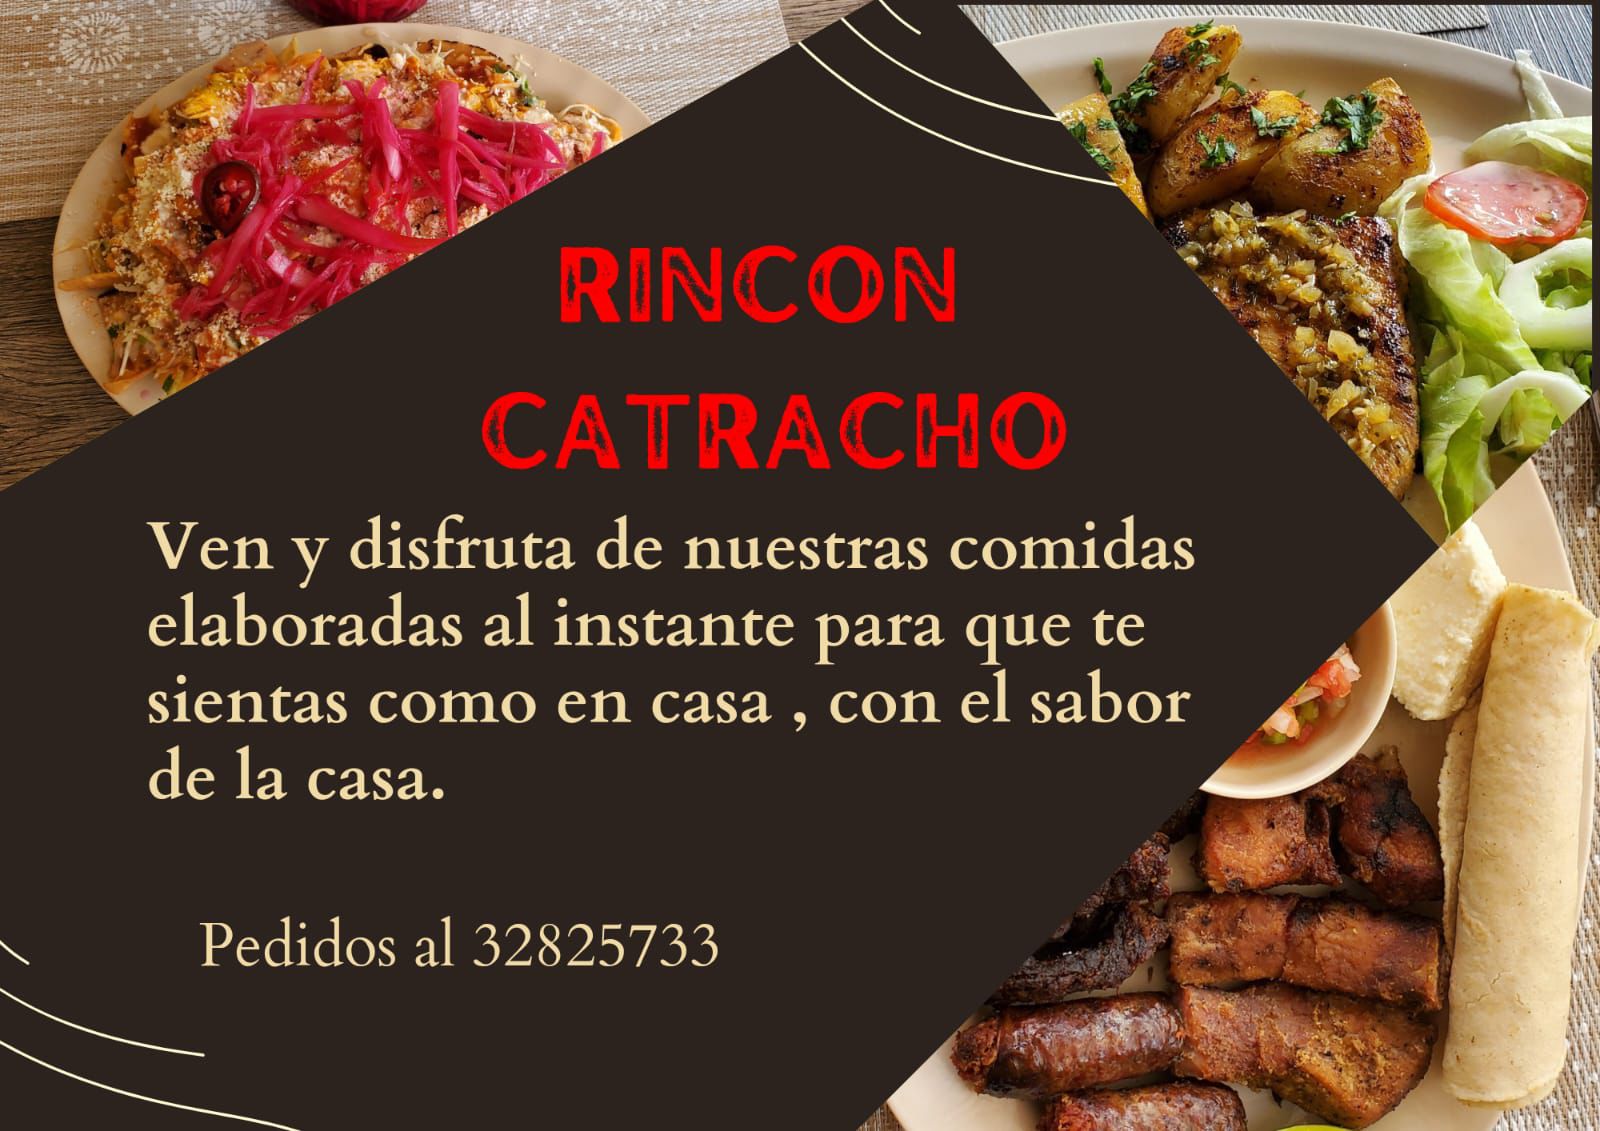 RINCON
CATRACHO
Ven y disfruta de nuestras comidas
elaboradas al instante para que te
sientas como en casa , con el sabor
de la casa.
Pedidos al 32825733